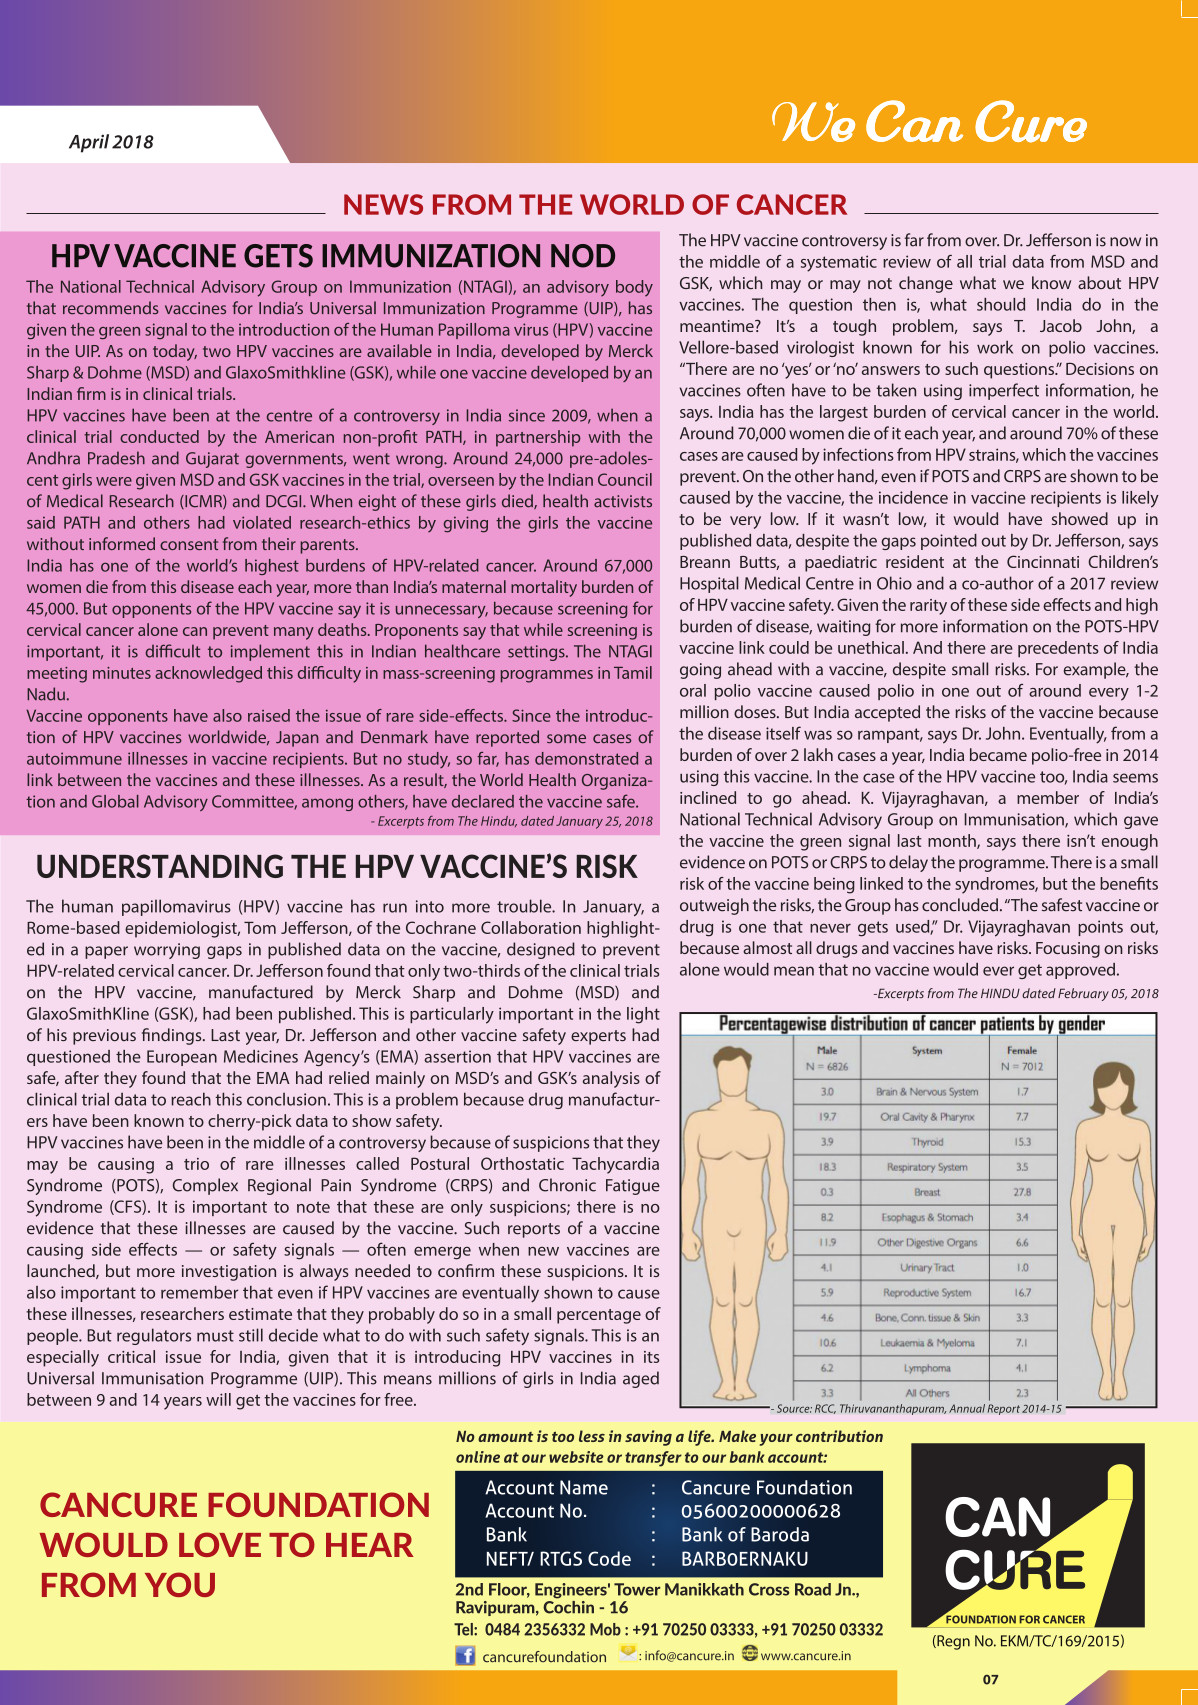 April 2018
We Can Cure
NEWS FROM THE WORLD OF CANCER
HPV VACCINE GETS IMMUNIZATION NOD
The National Technical Advisory Group on Immunization (NTAGI), an advisory body
that recommends vaccines for India's Universal Immunization Programme (UIP), has
given the green signal to the introduction of the Human Papilloma virus (HPV) vaccine
in the UIP. As on today, two HPV vaccines are available in India, developed by Merck
Sharp & Dohme (MSD) and GlaxoSmithkline (GSK), while one vaccine developed by an
Indian firm is in clinical trials.
HPV vaccines have been at the centre of a controversy in India since 2009, when a
clinical trial conducted by the American non-profit PATH, in partnership with the
Andhra Pradesh and Gujarat governments, went wrong. Around 24,000 pre-adoles-
cent girls were given MSD and GSK vaccines in the trial, overseen by the Indian Council
of Medical Research (ICMR) and DCGI. When eight of these girls died, health activists
said PATH and others had violated research-ethics by giving the girls the vaccine
without informed consent from their parents.
India has one of the world's highest burdens of HPV-related cancer. Around 67,000
women die from this disease each year, more than India's maternal mortality burden of
45,000. But opponents of the HPV vaccine say it is unnecessary, because screening for
cervical cancer alone can prevent many deaths. Proponents say that while screening is
important, it is difficult to implement this in Indian healthcare settings. The NTAGI
meeting minutes acknowledged this difficulty in mass-screening programmes in Tamil
Nadu.
Vaccine opponents have also raised the issue of rare side-effects. Since the introduc-
tion of HPV vaccines worldwide, Japan and Denmark have reported some cases of
autoimmune illnesses in vaccine recipients. But no study, so far, has demonstrated a
link between the vaccines and these illnesses. As a result, the World Health Organiza-
tion and Global Advisory Committee, among others, have declared the vaccine safe.
- Excerpts from The Hindu, dated January 25, 2018
UNDERSTANDING THE HPV VACCINE'S RISK
The human papillomavirus (HPV) vaccine has run into more trouble. In January, a
Rome-based epidemiologist, Tom Jefferson, of the Cochrane Collaboration highlight-
ed in a paper worrying gaps in published data on the vaccine, designed to prevent
HPV-related cervical cancer. Dr. Jefferson found that only two-thirds of the clinical trials
on the HPV vaccine, manufactured by Merck Sharp and Dohme (MSD) and
GlaxoSmithKline (GSK), had been published. This is particularly important in the light
of his previous findings. Last year, Dr. Jefferson and other vaccine safety experts had
questioned the European Medicines Agency's (EMA) assertion that HPV vaccines are
safe, after they found that the EMA had relied mainly on MSD's and GSK's analysis of
clinical trial data to reach this conclusion. This is a problem because drug manufactur-
ers have been known to cherry-pick data to show safety.
HPV vaccines have been in the middle of a controversy because of suspicions that they
may be causing a trio of rare illnesses called Postural Orthostatic Tachycardia
Syndrome (POTS), Complex Regional Pain Syndrome (CRPS) and Chronic Fatigue
Syndrome (CFS). It is important to note that these are only suspicions; there is no
evidence that these illnesses are caused by the vaccine. Such reports of a vaccine
causing side effects — or safety signals — often emerge when new vaccines are
launched, but more investigation is always needed to confirm these suspicions. It is
also important to remember that even if HPV vaccines are eventually shown to cause
these illnesses, researchers estimate that they probably do so in a small percentage of
people. But regulators must still decide what to do with such safety signals. This is an
especially critical issue for India, given that it is introducing HPV vaccines in its
Universal Immunisation Programme (UIP). This means millions of girls in India aged
between 9 and 14 years will get the vaccines for free.
The HPV vaccine controversy is far from over. Dr. Jefferson is now in
the middle of a systematic review of all trial data from MSD and
GSK, which may or may not change what we know about HPV
vaccines. The question then is, what should India do in the
meantime? It's a tough problem, says T. Jacob John, a
Vellore-based virologist known for his work on polio vaccines.
“There are no ‘yes’ or ‘no’ answers to such questions.” Decisions on
vaccines often have to be taken using imperfect information, he
says. India has the largest burden of cervical cancer in the world.
Around 70,000 women die of it each year, and around 70% of these
cases are caused by infections from HPV strains, which the vaccines
prevent. On the other hand, even if POTS and CRPS are shown to be
caused by the vaccine, the incidence in vaccine recipients is likely
to be very low. If it wasn't low, it would have showed up in
published data, despite the gaps pointed out by Dr. Jefferson, says
Breann Butts, a paediatric resident at the Cincinnati Children's
Hospital Medical Centre in Ohio and a co-author of a 2017 review
of HPV vaccine safety. Given the rarity of these side effects and high
burden of disease, waiting for more information on the POTS-HPV
vaccine link could be unethical. And there are precedents of India
going ahead with a vaccine, despite small risks. For example, the
oral polio vaccine caused polio in one out of around every 1-2
million doses. But India accepted the risks of the vaccine because
the disease itself was so rampant, says Dr. John. Eventually, from a
burden of over 2 lakh cases a year, India became polio-free in 2014
using this vaccine. In the case of the HPV vaccine too, India seems
inclined to go ahead. K. Vijayraghavan, a member of India's
National Technical Advisory Group on Immunisation, which gave
the vaccine the green signal last month, says there isn't enough
evidence on POTS or CRPS to delay the programme. There is a small
risk of the vaccine being linked to the syndromes, but the benefits
outweigh the risks, the Group has concluded. “The safest vaccine or
drug is one that never gets used,” Dr. Vijayraghavan points out,
because almost all drugs and vaccines have risks. Focusing on risks
alone would mean that no vaccine would ever get approved.
-Excerpts from The HINDU dated February 05, 2018
Percentagewise distribution of cancer patients by gender
Male System Female
N = 6826 N = 7012
3.0 Brain & Nervous System 1.7
19.7 Oral Cavity & Pharynx 7.7
3.9 Thyroid 15.3
18.3 Respiratory System 3.5
0.3 Breast 27.8
8.2 Esophagus & Stomach 3.4
11.9 Other Digestive Organs 6.6
4.1 Urinary Tract 1.0
5.9 Reproductive System 16.7
4.6 Bone, Conn. tissue & Skin 3.3
10.6 Leukaemia & Myeloma 7.1
6.2 Lymphoma 4.1
3.3 All Others 2.3
- Source: RCC, Thiruvananthapuram, Annual Report 2014-15
CANCURE FOUNDATION
WOULD LOVE TO HEAR
FROM YOU
No amount is too less in saving a life. Make your contribution
online at our website or transfer to our bank account:
Account Name : Cancure Foundation
Account No. : 05600200000628
Bank : Bank of Baroda
NEFT/ RTGS Code : BARB0ERNAKU
2nd Floor, Engineers' Tower Manikkath Cross Road Jn.,
Ravipuram, Cochin - 16
Tel: 0484 2356332 Mob : +91 70250 03333, +91 70250 03332
cancurefoundation : info@cancure.in www.cancure.in
CAN
CURE
FOUNDATION FOR CANCER
(Regn No. EKM/TC/169/2015)
07